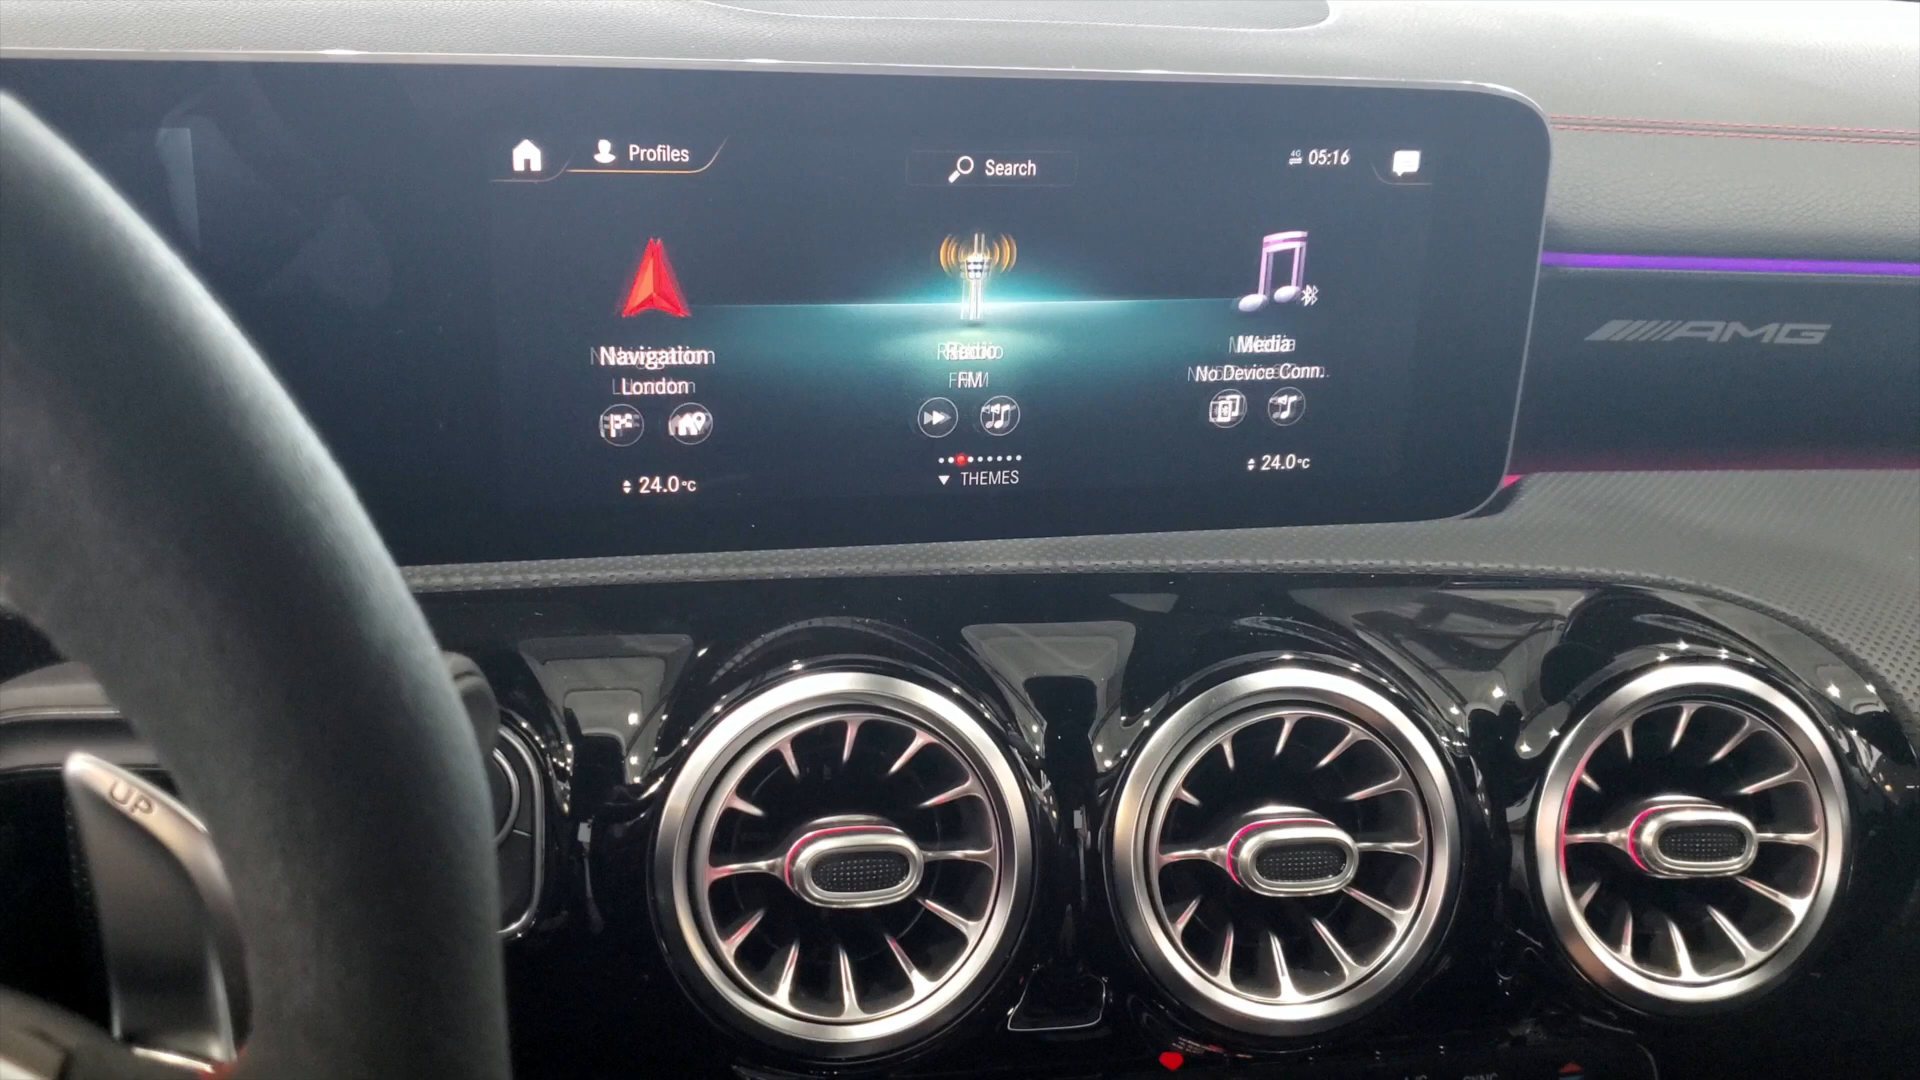 Profiles
Search
4G 05:16
AMG
Navigation
London
Radio
FM
Media
No Device Conn.
24.0°C
THEMES
24.0°C
UP